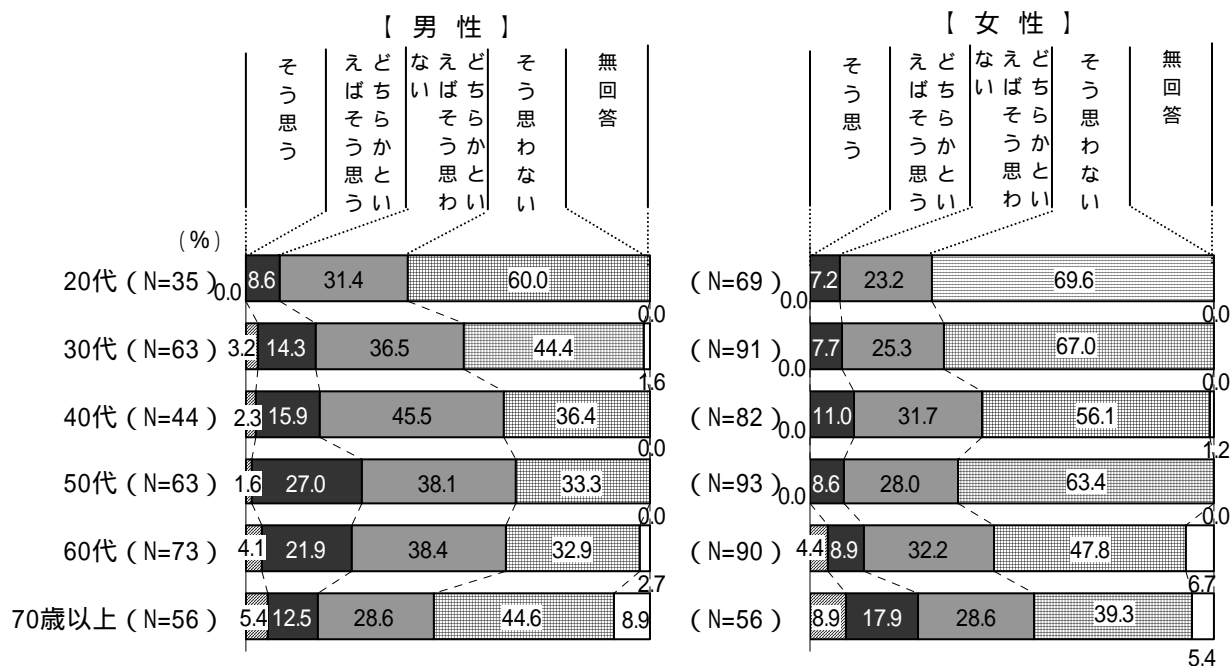 【 男 性 】
そう思う
どちらかとい
えばそう思う
どちらかとい
えばそう思わ
ない
そう思わない
無回答
【 女 性 】
そう思う
どちらかとい
えばそう思う
どちらかとい
えばそう思わ
ない
そう思わない
無回答
(%)
20代 ( N=35 ) 0.0 8.6 31.4 60.0 0.0
30代 ( N=63 ) 3.2 14.3 36.5 44.4 1.6
40代 ( N=44 ) 2.3 15.9 45.5 36.4 0.0
50代 ( N=63 ) 1.6 27.0 38.1 33.3 0.0
60代 ( N=73 ) 4.1 21.9 38.4 32.9 2.7
70歳以上 ( N=56 ) 5.4 12.5 28.6 44.6 8.9
( N=69 ) 0.0 7.2 23.2 69.6 0.0
( N=91 ) 0.0 7.7 25.3 67.0 0.0
( N=82 ) 0.0 11.0 31.7 56.1 1.2
( N=93 ) 0.0 8.6 28.0 63.4 0.0
( N=90 ) 4.4 8.9 32.2 47.8 6.7
( N=56 ) 8.9 17.9 28.6 39.3 5.4